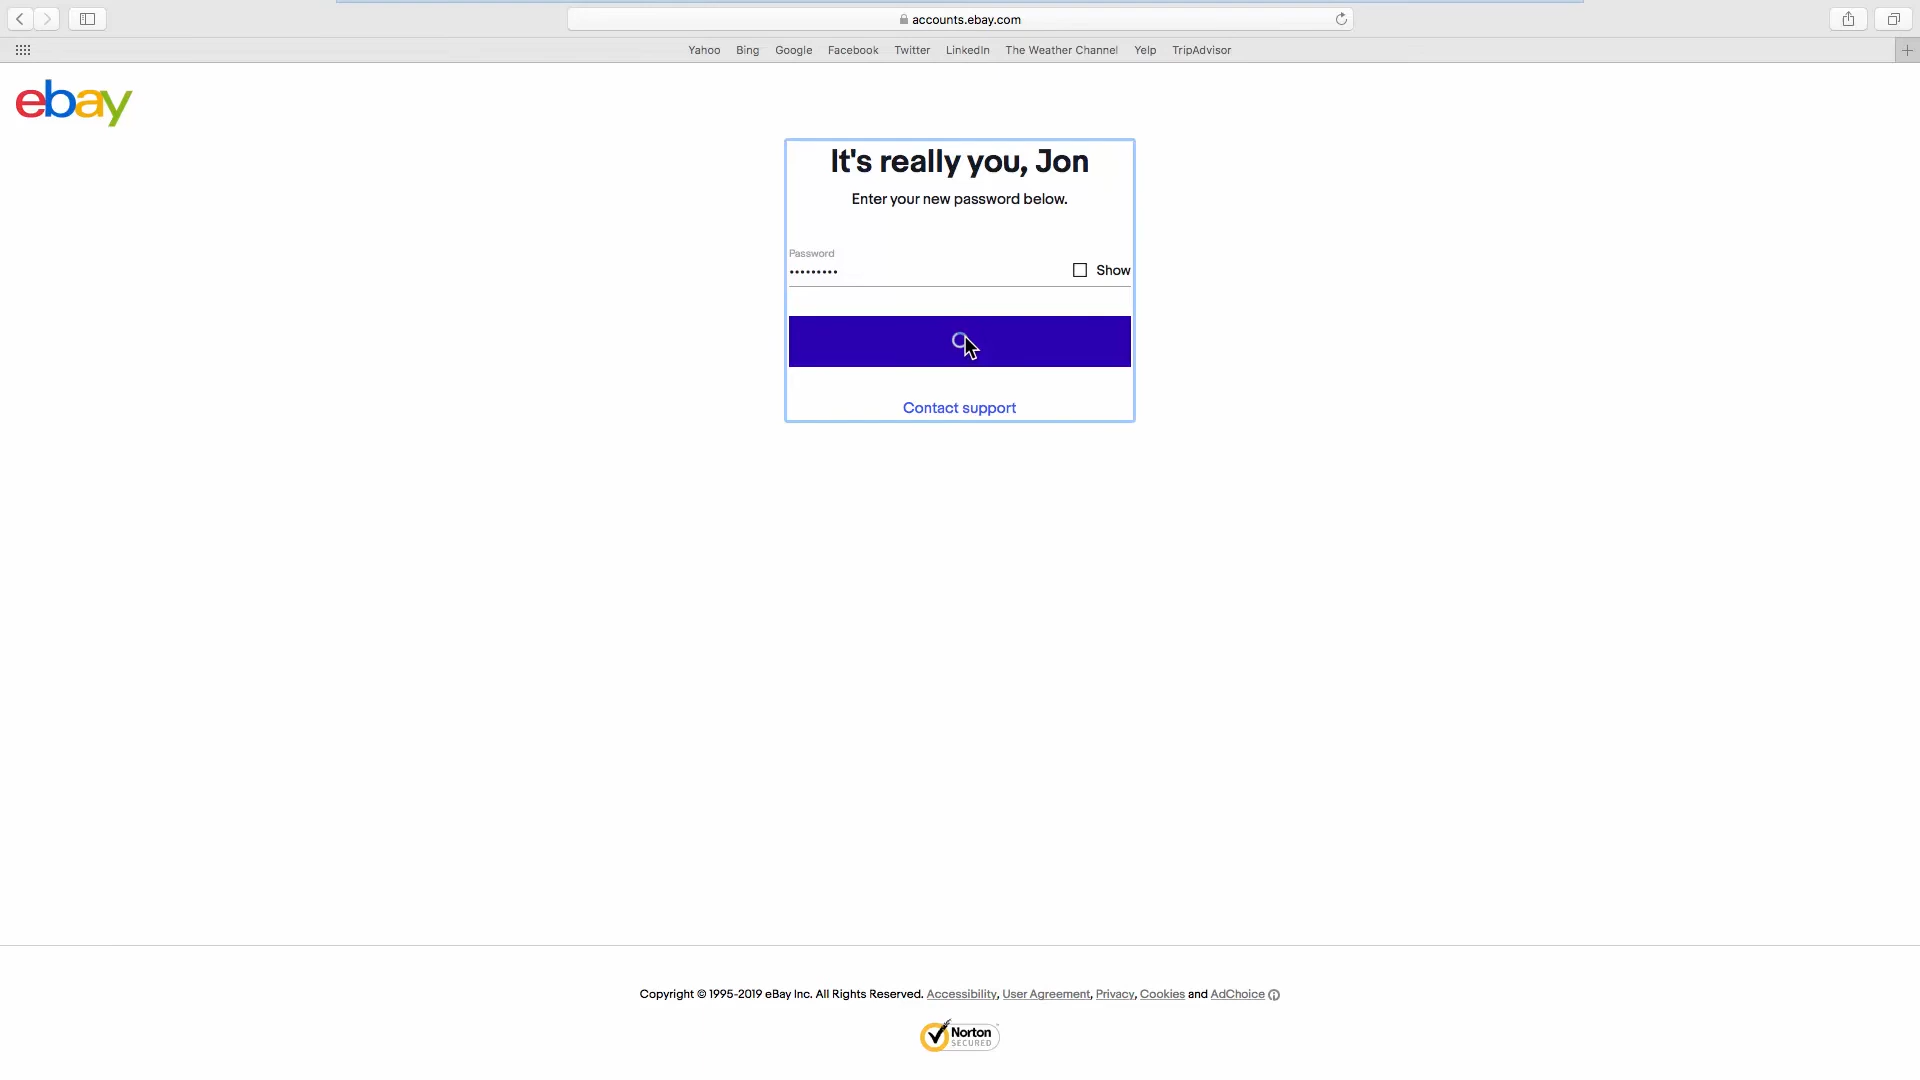 accounts.ebay.com
Yahoo Bing Google Facebook Twitter LinkedIn The Weather Channel Yelp TripAdvisor
ebay
It's really you, Jon
Enter your new password below.
Password
Show
Contact support
Copyright © 1995-2019 eBay Inc. All Rights Reserved. Accessibility, User Agreement, Privacy, Cookies and AdChoice
Norton
SECURED